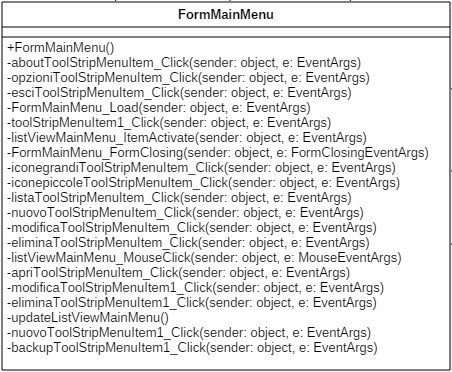 FormMainMenu
+FormMainMenu()
-aboutToolStripMenuItem_Click(sender: object, e: EventArgs)
-opzioniToolStripMenuItem_Click(sender: object, e: EventArgs)
-esciToolStripMenuItem_Click(sender: object, e: EventArgs)
-FormMainMenu_Load(sender: object, e: EventArgs)
-toolStripMenuItem1_Click(sender: object, e: EventArgs)
-listViewMainMenu_ItemActivate(sender: object, e: EventArgs)
-FormMainMenu_FormClosing(sender: object, e: FormClosingEventArgs)
-iconegrandiToolStripMenuItem_Click(sender: object, e: EventArgs)
-iconepiccoleToolStripMenuItem_Click(sender: object, e: EventArgs)
-listaToolStripMenuItem_Click(sender: object, e: EventArgs)
-nuovoToolStripMenuItem_Click(sender: object, e: EventArgs)
-modificaToolStripMenuItem_Click(sender: object, e: EventArgs)
-eliminaToolStripMenuItem_Click(sender: object, e: EventArgs)
-listViewMainMenu_MouseClick(sender: object, e: MouseEventArgs)
-apriToolStripMenuItem_Click(sender: object, e: EventArgs)
-modificaToolStripMenuItem1_Click(sender: object, e: EventArgs)
-eliminaToolStripMenuItem1_Click(sender: object, e: EventArgs)
-updateListViewMainMenu()
-nuovoToolStripMenuItem1_Click(sender: object, e: EventArgs)
-backupToolStripMenuItem1_Click(sender: object, e: EventArgs)